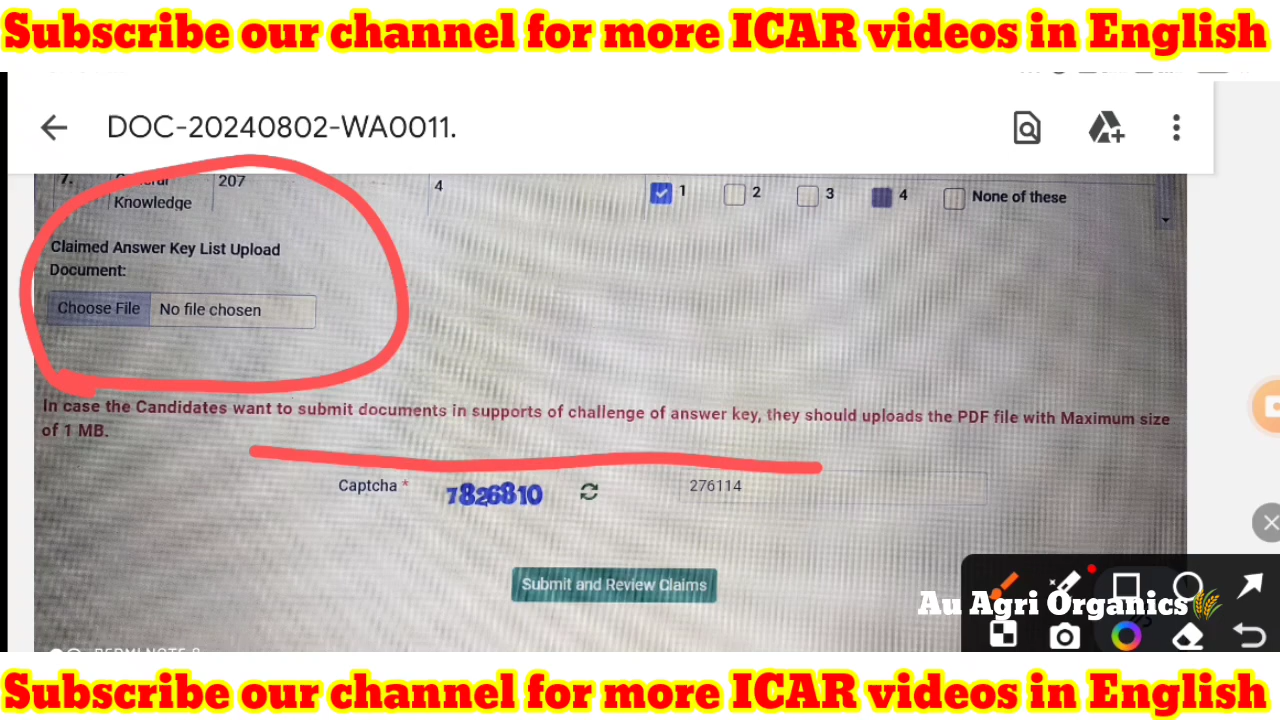 Subscribe our channel for more ICAR videos in English
DOC-20240802-WA0011.
7. General 207 4 1 2 3 4 None of these
Knowledge
Claimed Answer Key List Upload
Document:
Choose File No file chosen
In case the Candidates want to submit documents in supports of challenge of answer key, they should uploads the PDF file with Maximum size
of 1 MB.
Captcha * 7826810 276114
Submit and Review Claims
Au Agri Organics
REDMI NOTE 9
Subscribe our channel for more ICAR videos in English